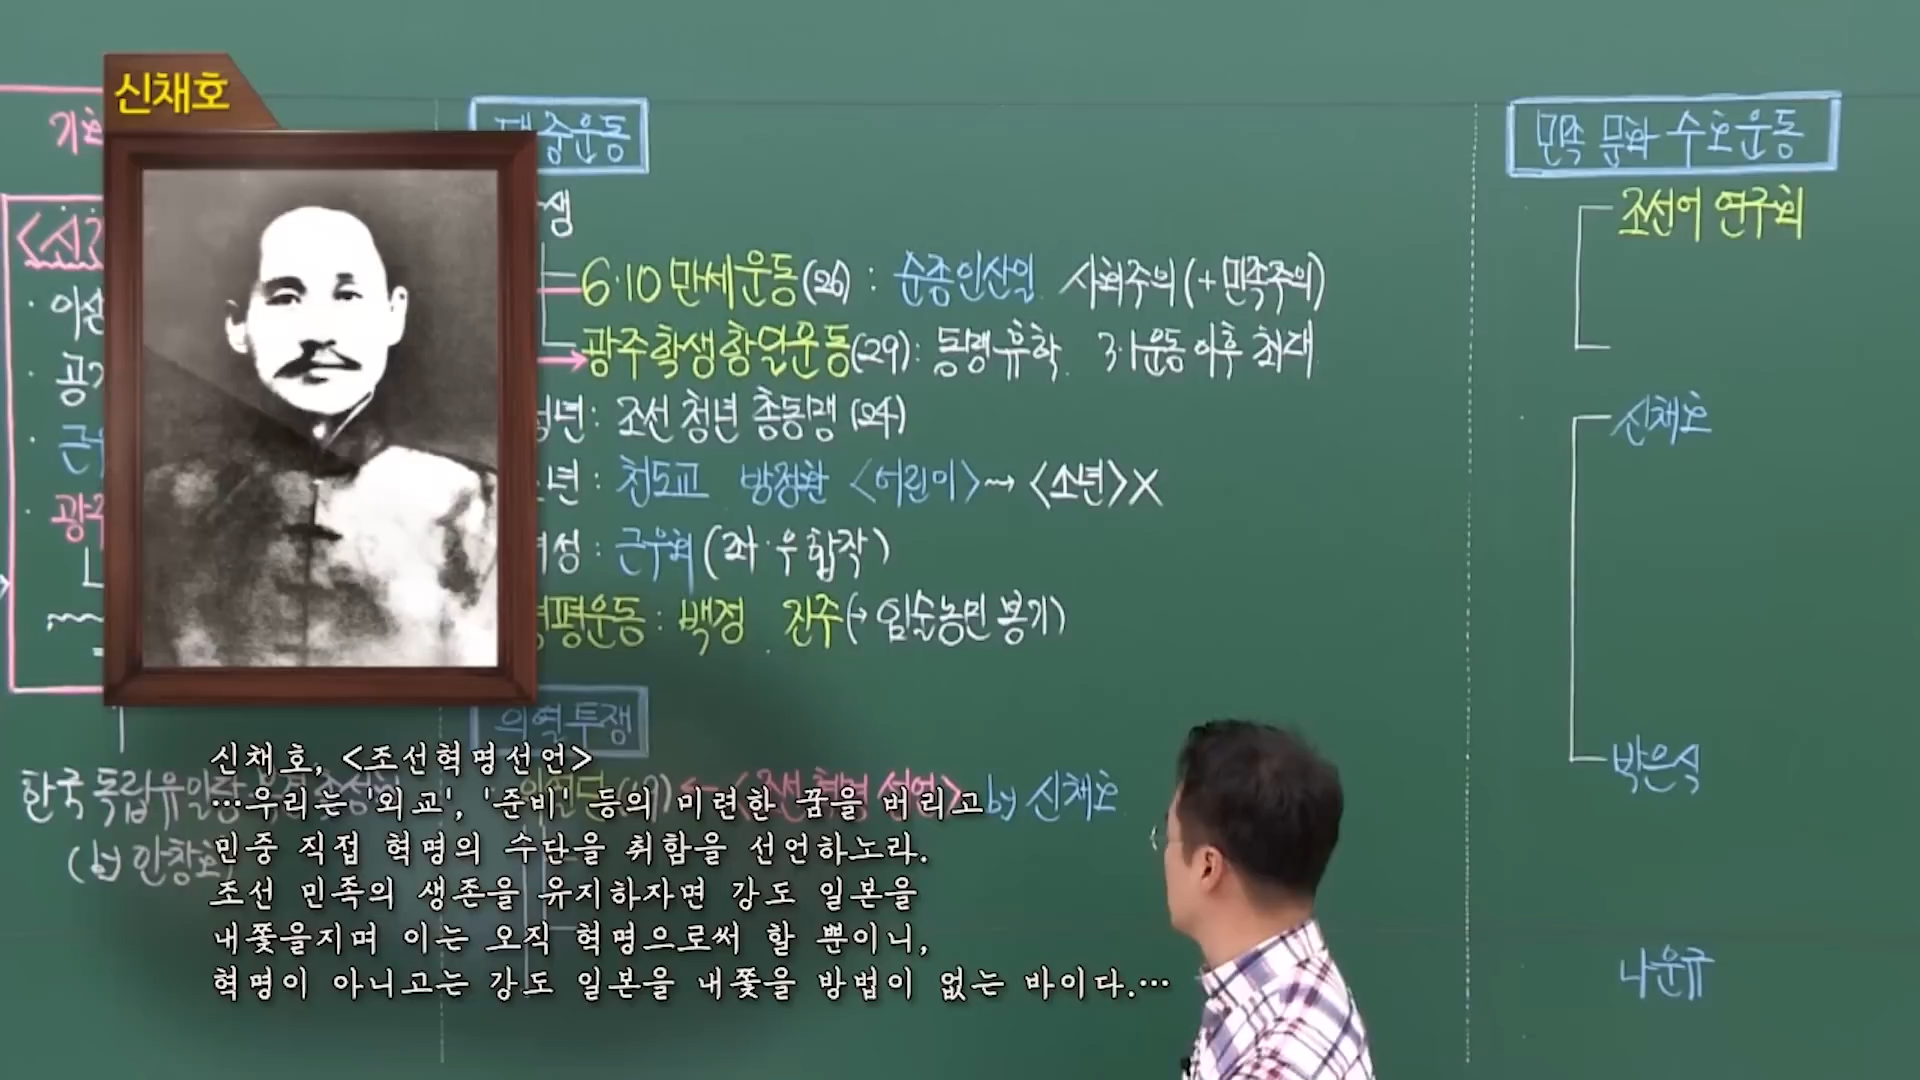 신채호
대중운동
6·10 만세운동(26) : 순종인산일 사회주의(+민족주의)
광주학생항일운동(29): 동맹휴학 3·1운동 이후 최대
청년: 조선 청년 총동맹 (24)
소년: 천도교 방정환 <어린이>→ <소년>X
여성: 근우회 (좌·우 합작)
형평운동: 백정 진주(→ 임술농민 봉기)
의열투쟁
by 신채호
한국독립유일당
(by 안창호)
신채호, <조선혁명선언>
…우리는 '외교', '준비' 등의 미련한 꿈을 버리고
민중 직접 혁명의 수단을 취함을 선언하노라.
조선 민족의 생존을 유지하자면 강도 일본을
내쫓을지며 이는 오직 혁명으로써 할 뿐이니,
혁명이 아니고는 강도 일본을 내쫓을 방법이 없는 바이다.…
민족 문화 수호운동
조선어 연구회
신채호
박은식
나운규